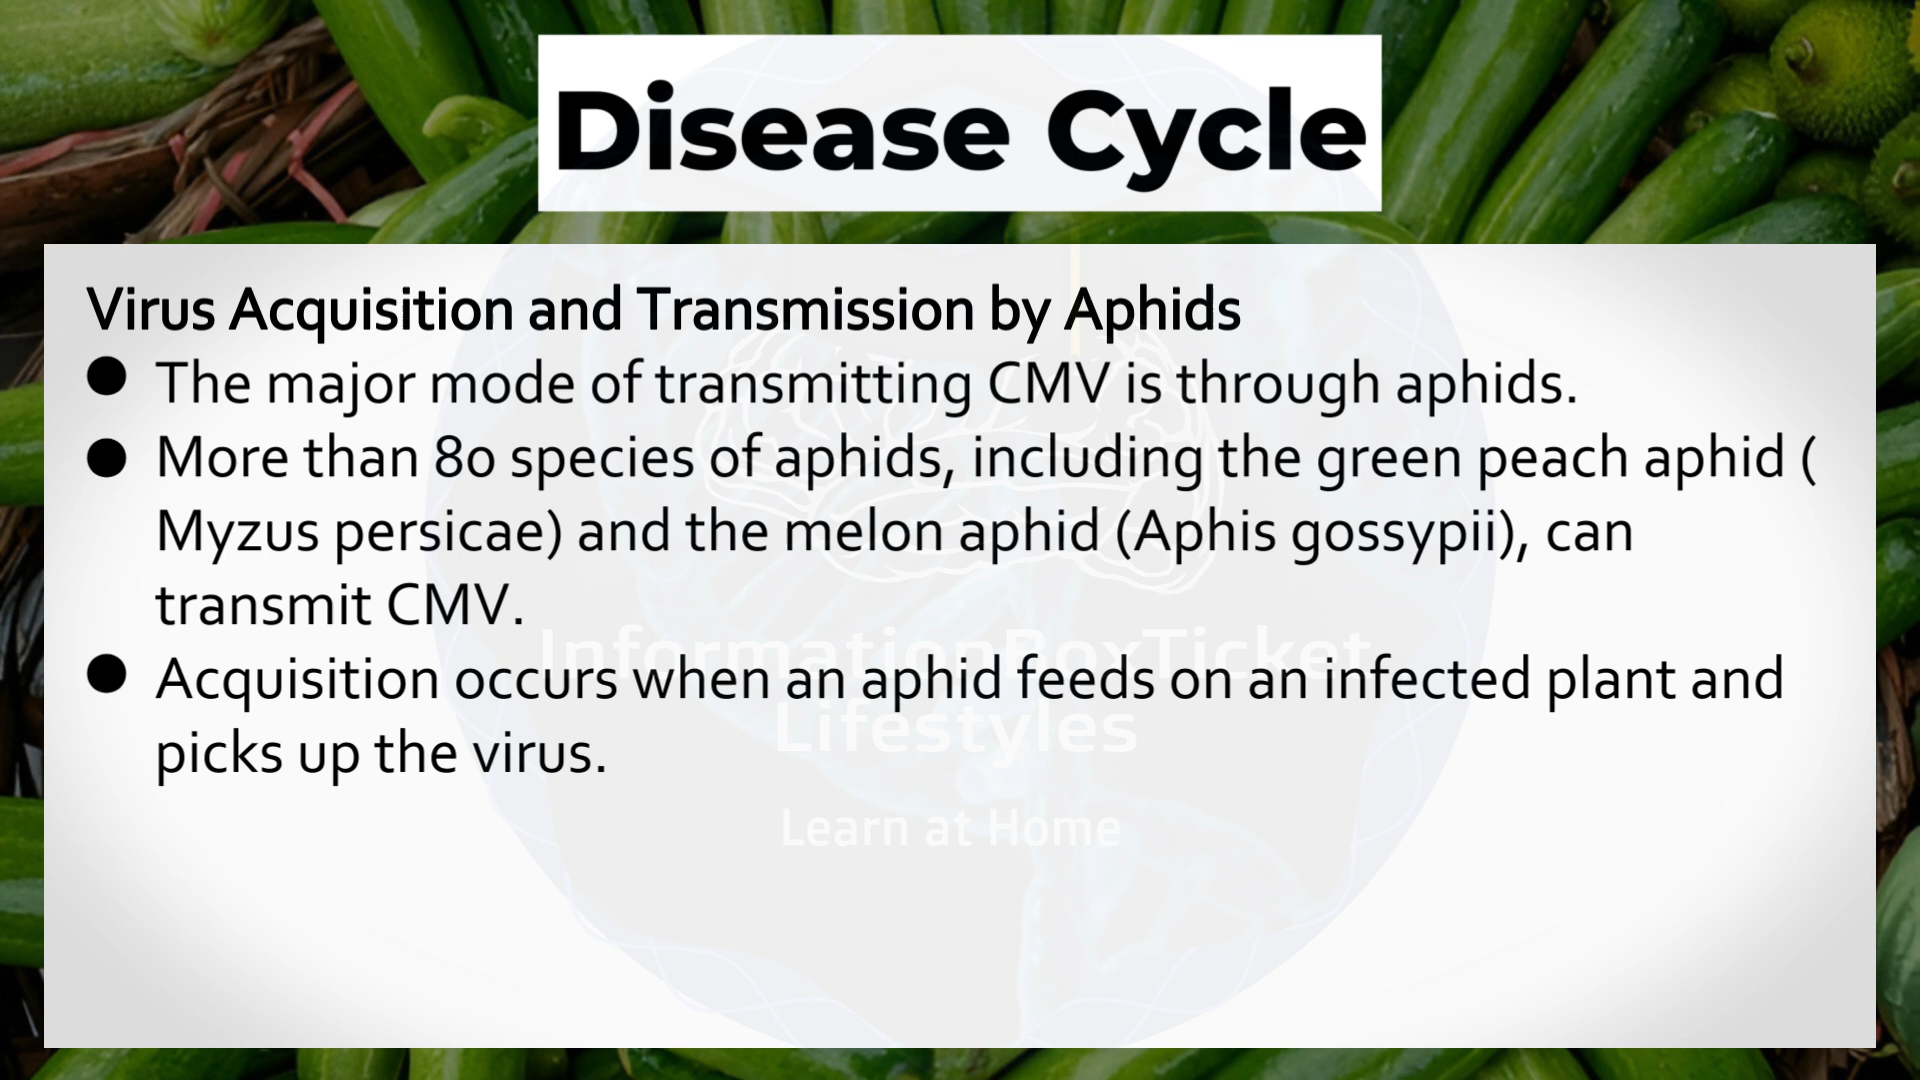 Disease Cycle
Virus Acquisition and Transmission by Aphids
● The major mode of transmitting CMV is through aphids.
● More than 80 species of aphids, including the green peach aphid (
Myzus persicae) and the melon aphid (Aphis gossypii), can
transmit CMV.
InformationBoxTicket
● Acquisition occurs when an aphid feeds on an infected plant and
Lifestyles
picks up the virus.
Learn at Home